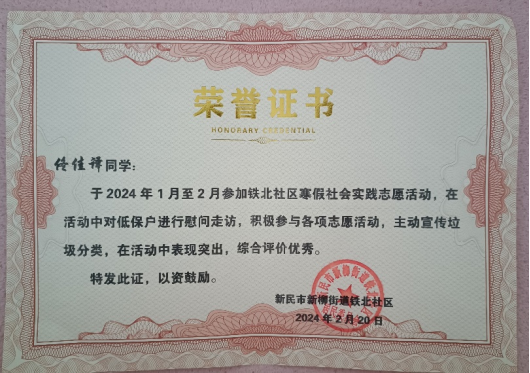 荣誉证书
HONORARY CREDENTIAL
佟佳译同学：
于 2024 年 1 月至 2 月参加铁北社区寒假社会实践志愿活动，在
活动中对低保户进行慰问走访，积极参与各项志愿活动，主动宣传垃
圾分类，在活动中表现突出，综合评价优秀。
特发此证，以资鼓励。
新民市新柳街道铁北社区
2024 年 2 月 20 日